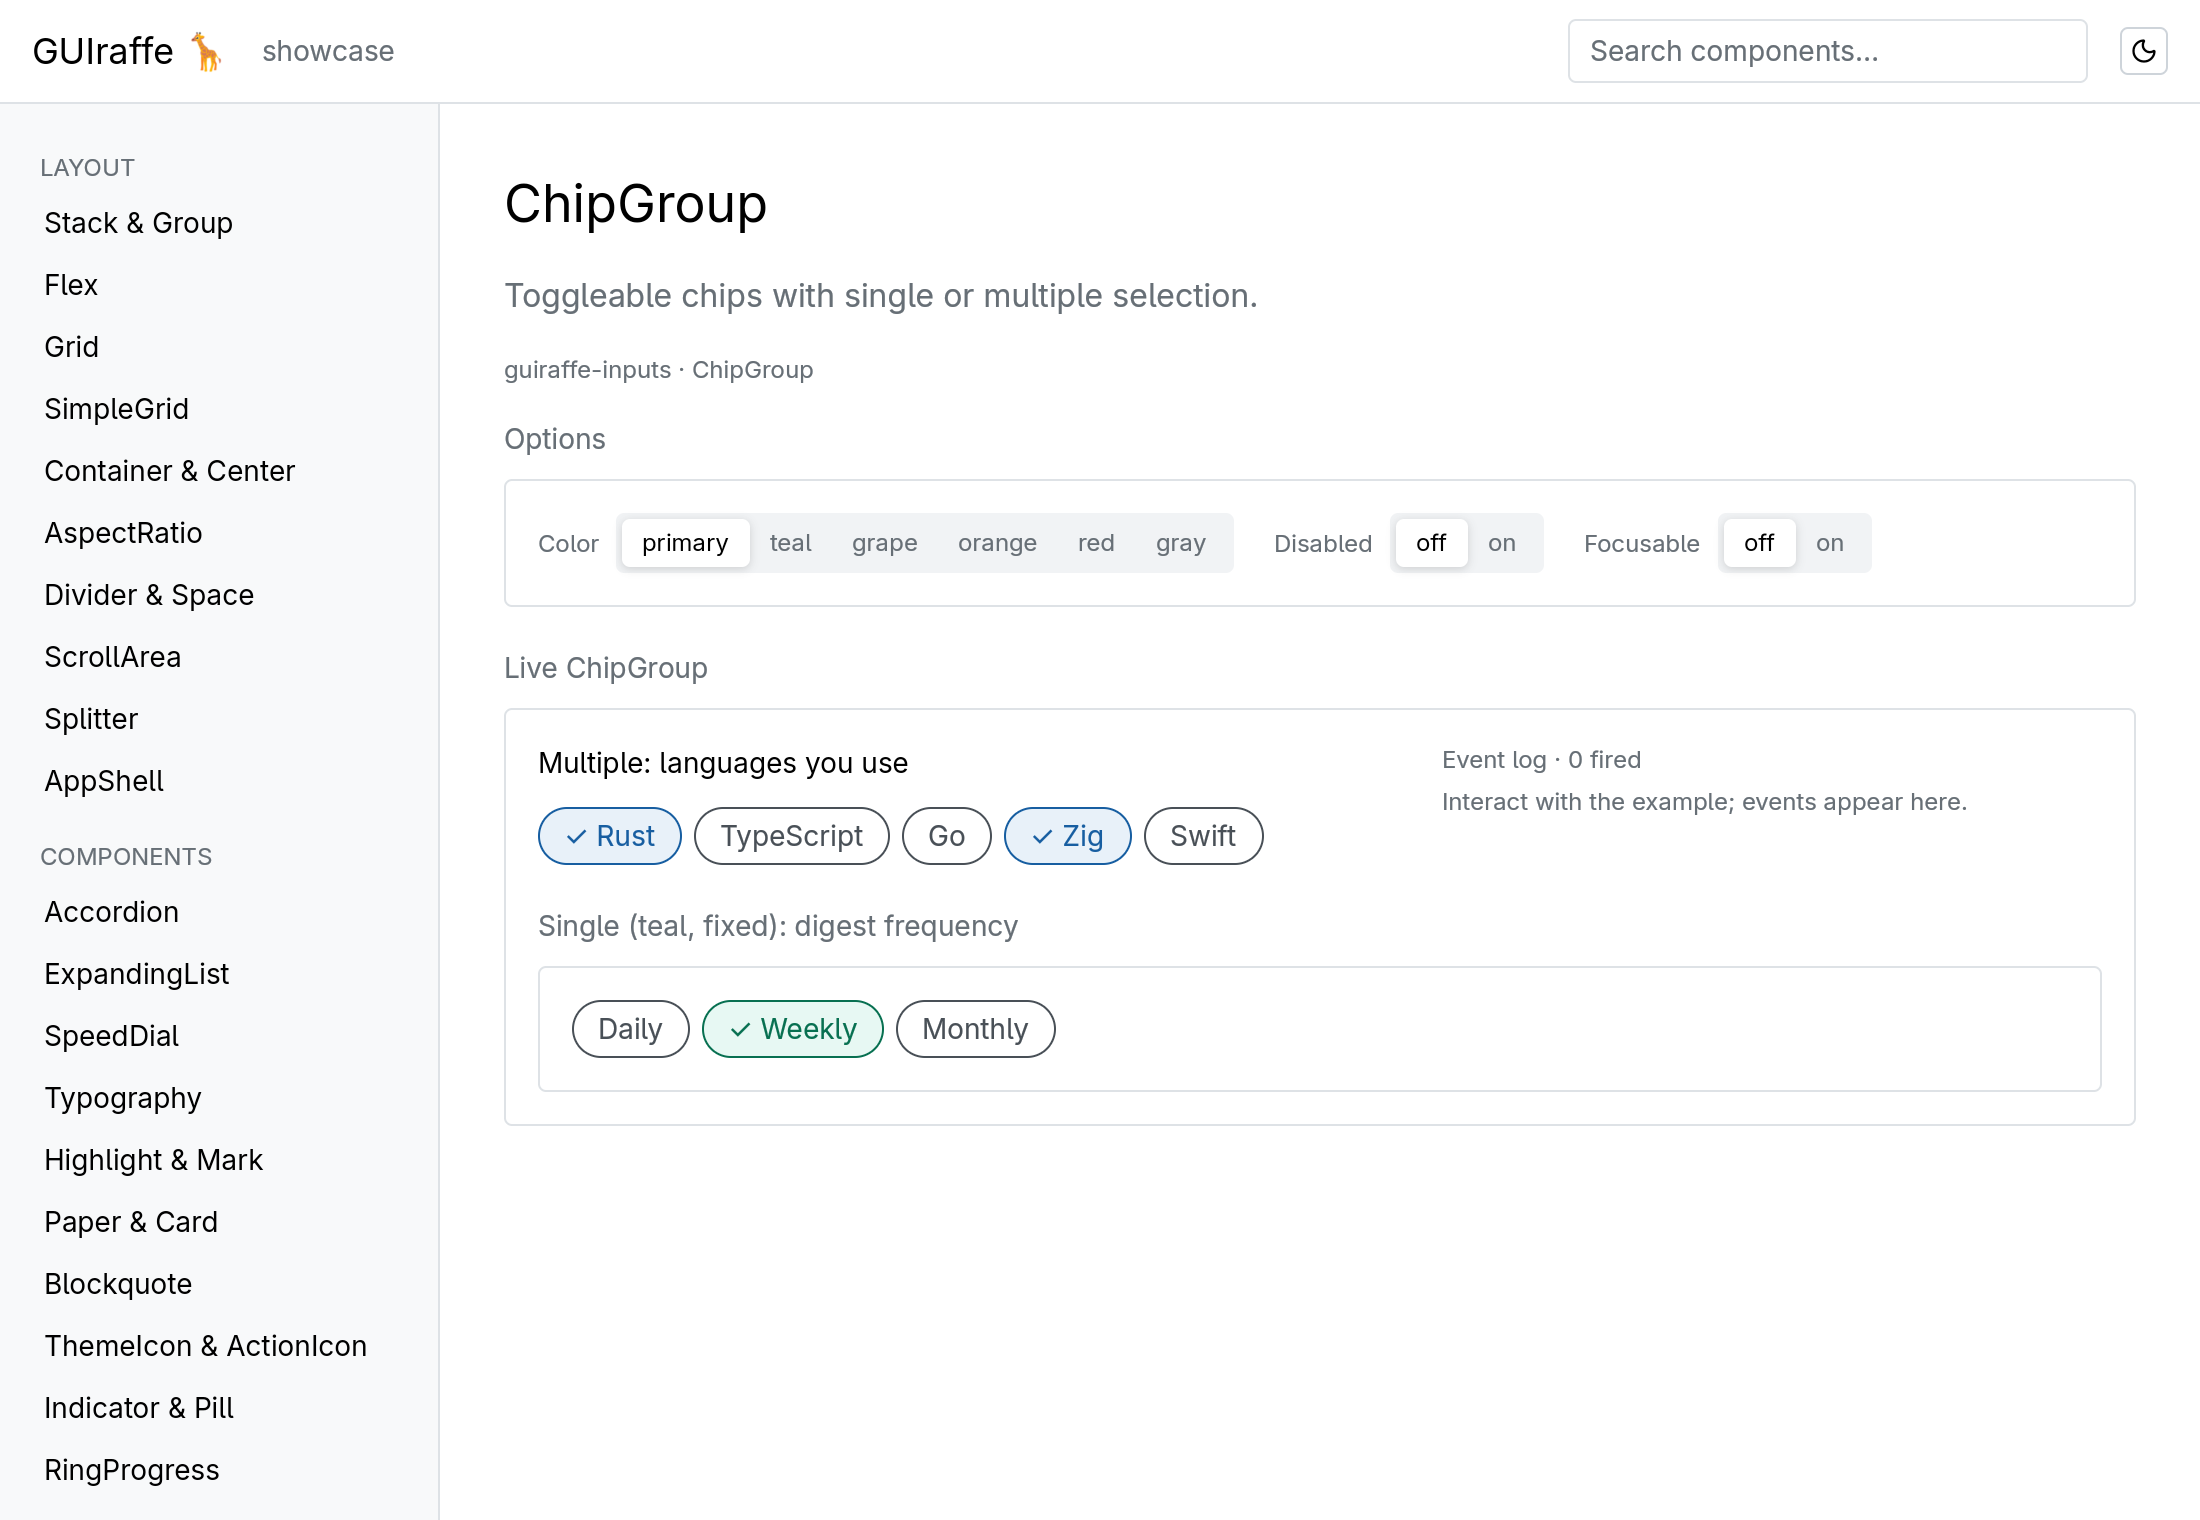 GUIraffe 🦒 showcase Search components...
LAYOUT
Stack & Group
Flex
Grid
SimpleGrid
Container & Center
AspectRatio
Divider & Space
ScrollArea
Splitter
AppShell
COMPONENTS
Accordion
ExpandingList
SpeedDial
Typography
Highlight & Mark
Paper & Card
Blockquote
ThemeIcon & ActionIcon
Indicator & Pill
RingProgress
ChipGroup
Toggleable chips with single or multiple selection.
guiraffe-inputs · ChipGroup
Options
Color primary teal grape orange red gray Disabled off on Focusable off on
Live ChipGroup
Multiple: languages you use
Rust TypeScript Go Zig Swift
Event log · 0 fired
Interact with the example; events appear here.
Single (teal, fixed): digest frequency
Daily Weekly Monthly